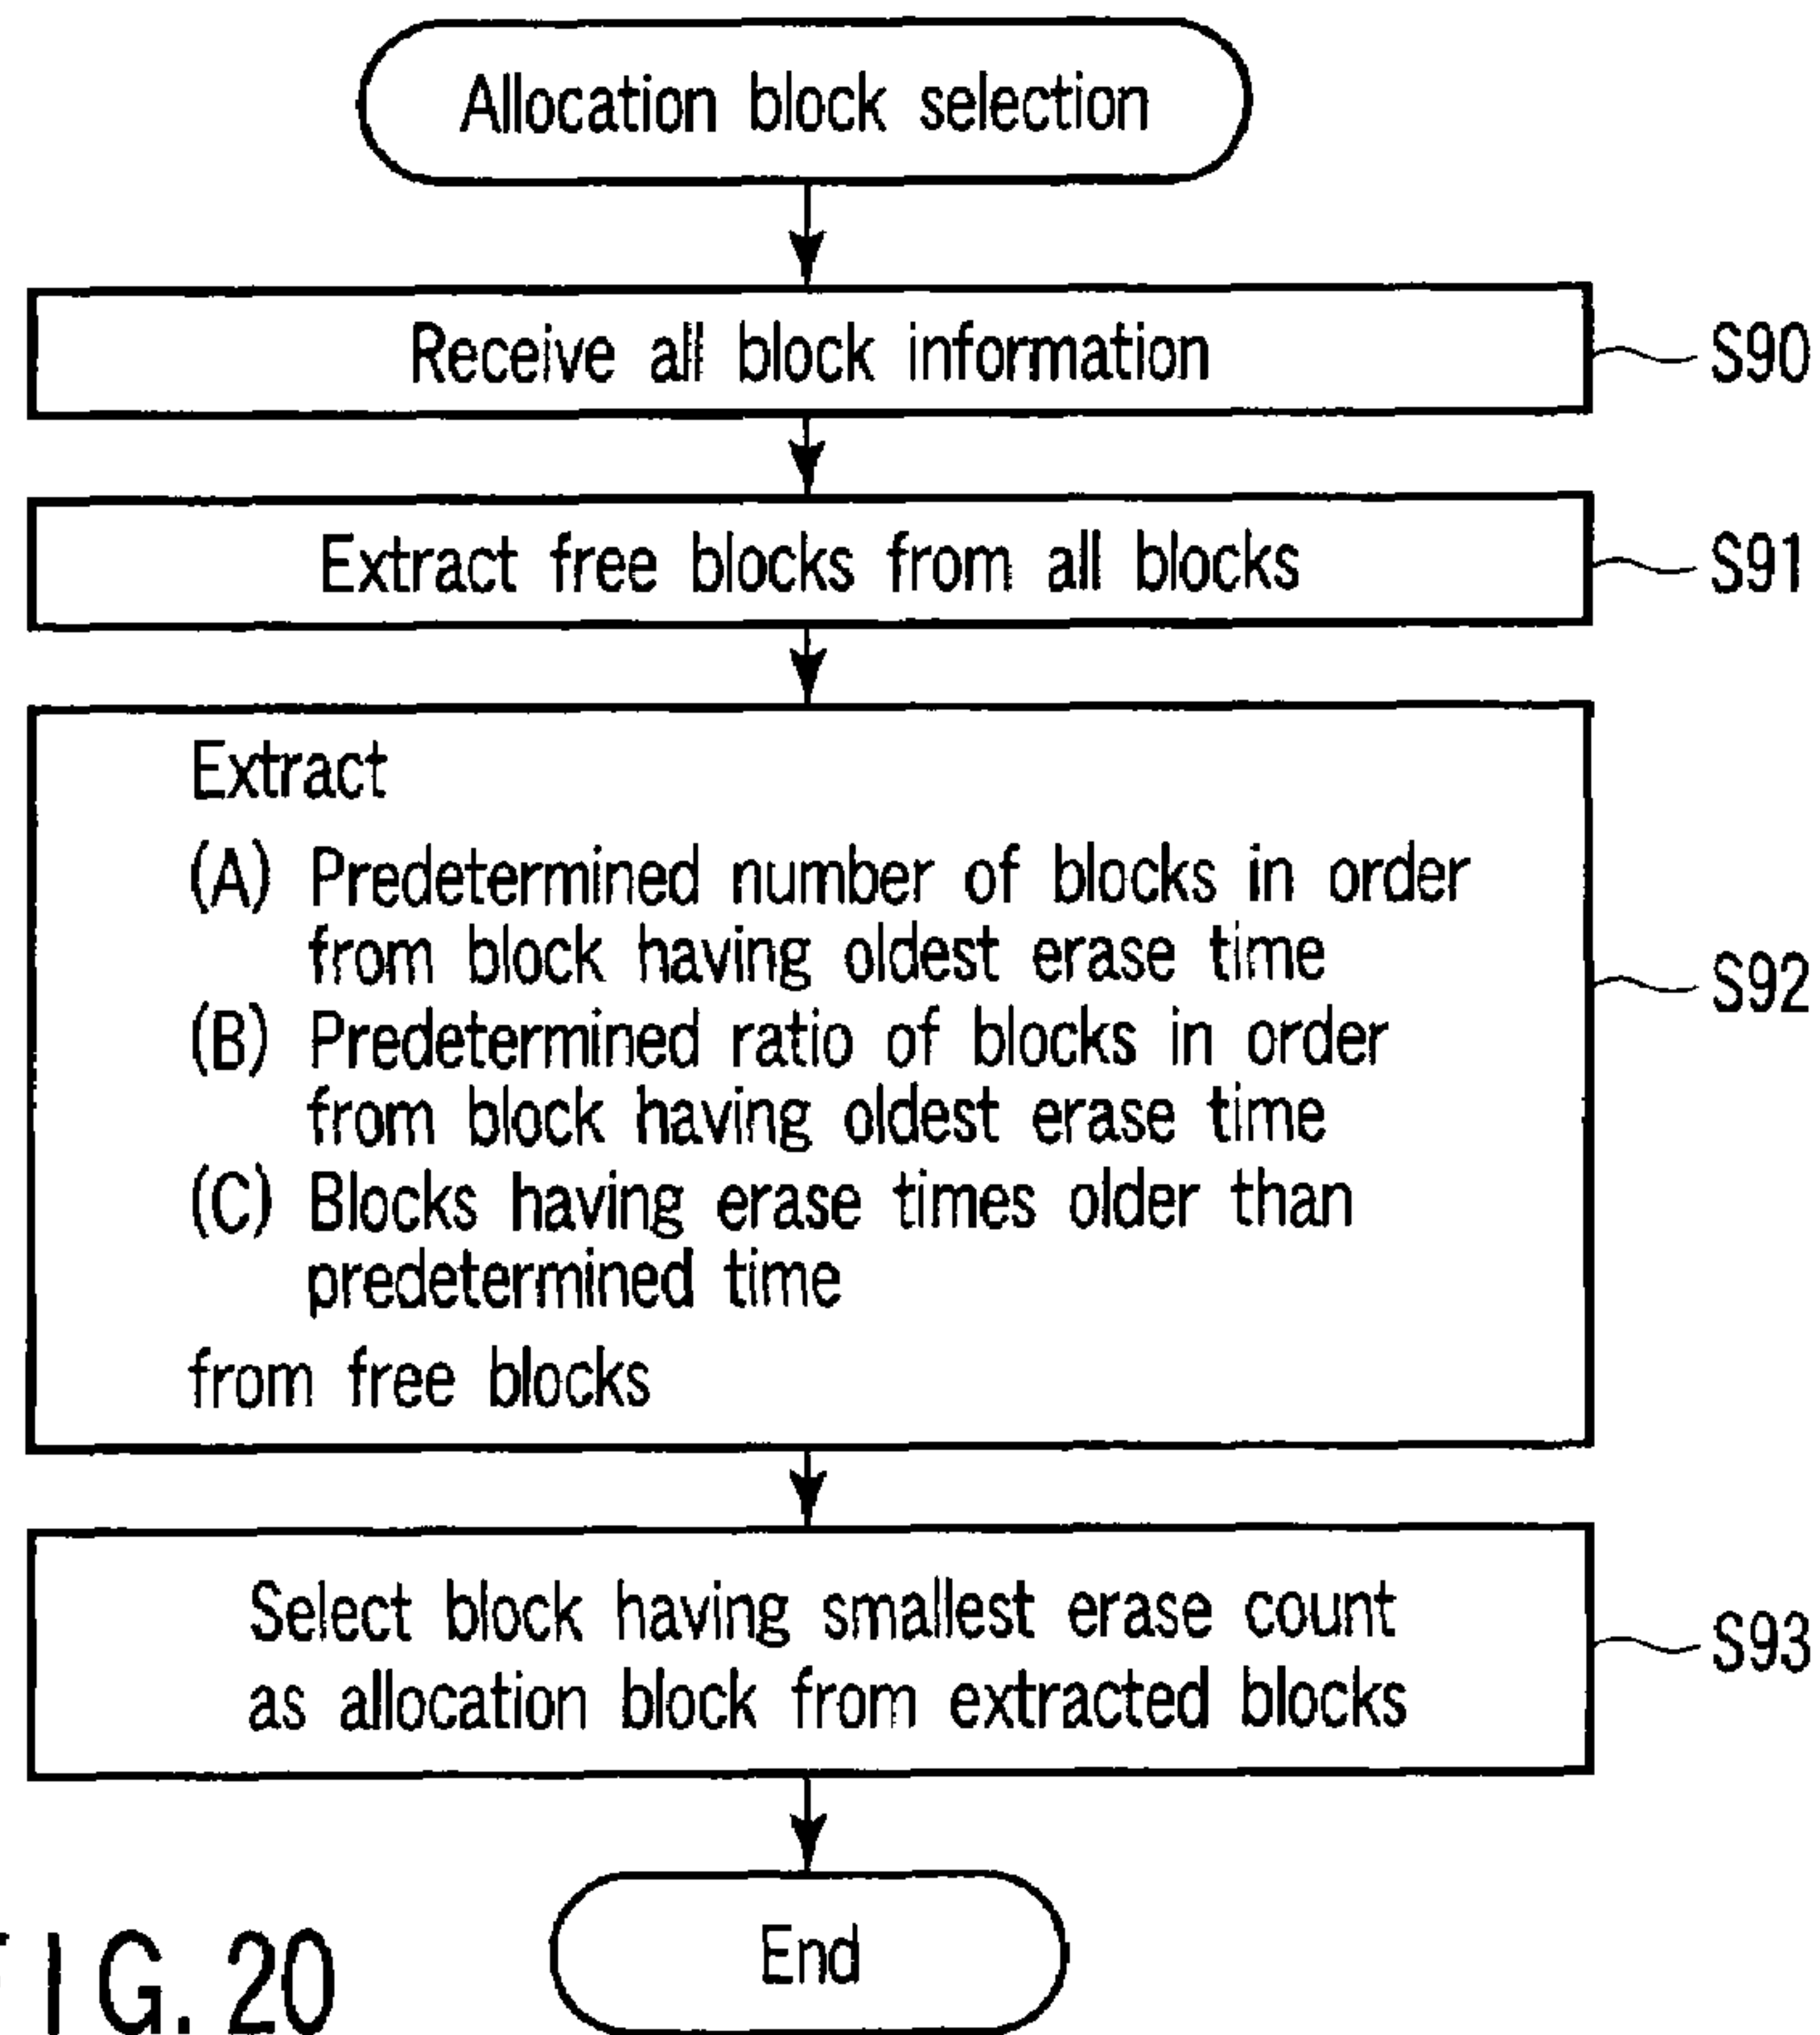 Allocation block selection
Receive all block information
S90
Extract free blocks from all blocks
S91
Extract
(A) Predetermined number of blocks in order
from block having oldest erase time
(B) Predetermined ratio of blocks in order
from block having oldest erase time
(C) Blocks having erase times older than
predetermined time
from free blocks
S92
Select block having smallest erase count
as allocation block from extracted blocks
S93
End
FIG. 20